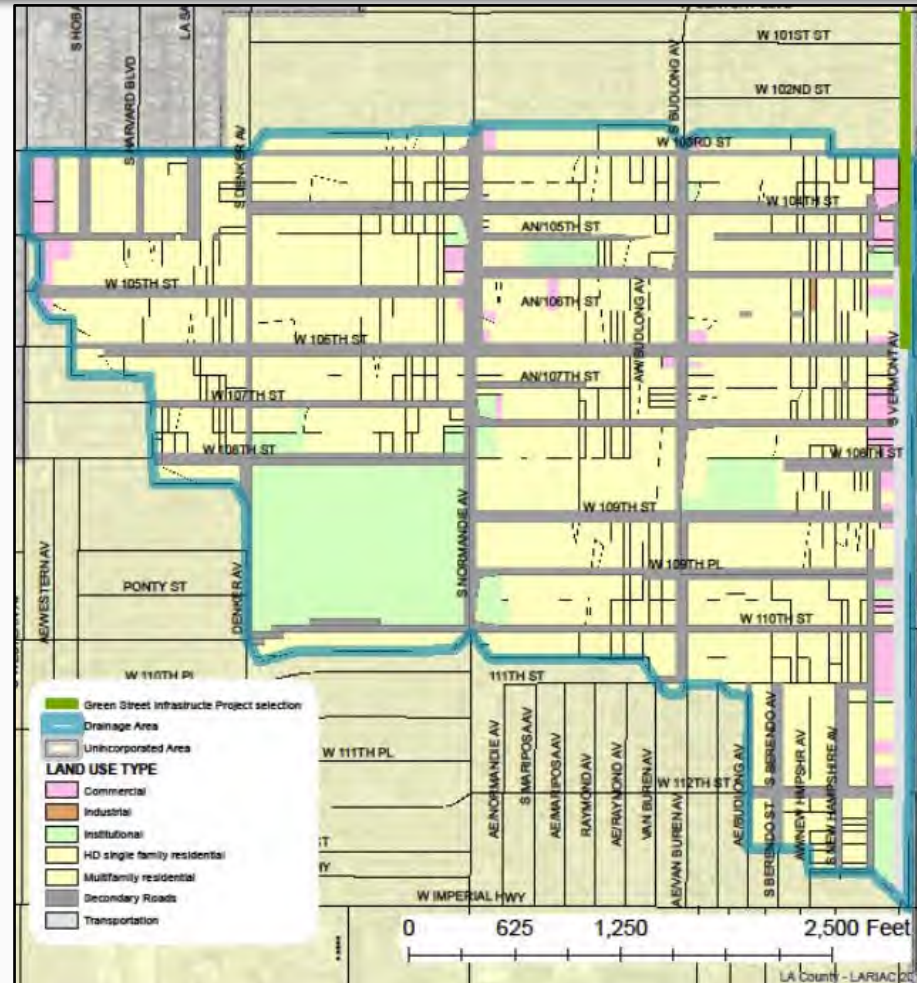 S HOBA
S HARVARD BLVD
LA SA
S DENKER AV
S BUDLONG AV
W 101ST ST
W 102ND ST
W 103RD ST
W 104TH ST
AN/105TH ST
W 105TH ST
AN/106TH ST
AW/BUDLONG AV
W 106TH ST
AN/107TH ST
S VERMONT AV
W 107TH ST
W 108TH ST
W 108TH ST
W 109TH ST
S NORMANDIE AV
AE/WESTERN AV
DENKER AV
W 109TH PL
PONTY ST
W 110TH ST
W 110TH PL
111TH ST
W 111TH PL
W 112TH ST
AE/NORMANDIE AV
S MARIPOSA AV
AE/MARIPOSA AV
RAYMOND AV
AE/RAYMOND AV
VAN BUREN AV
AE/VAN BUREN AV
AE/BUDLONG AV
S BERENDO ST
S BERENDO AV
AW/NEW HAMPSHR AV
S NEW HAMPSHIRE AV
W IMPERIAL HWY
Green Street Infrastructe Project selection
Drainage Area
Unincorporated Area
LAND USE TYPE
Commercial
Industrial
Institutional
HD single family residential
Multifamily residential
Secondary Roads
Transportation
0 625 1,250 2,500 Feet
LA County - LARIAC